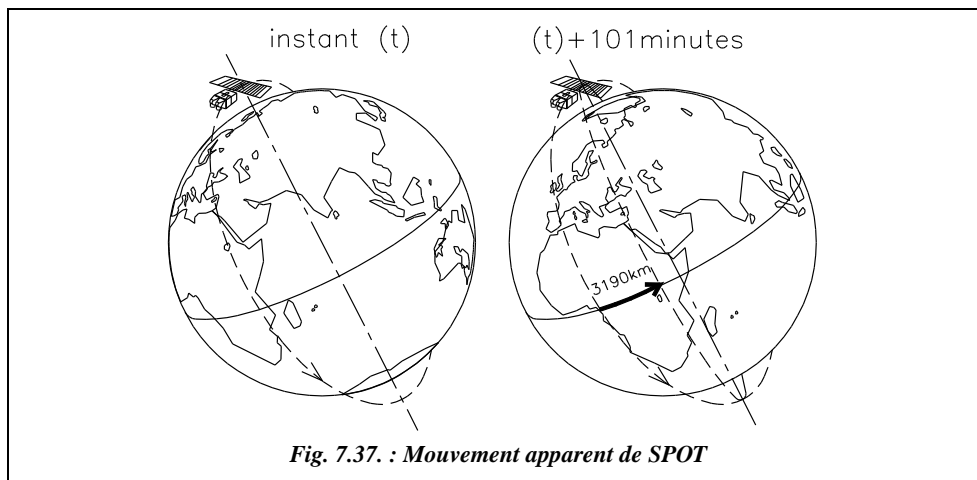 instant (t)
(t)+101minutes
3190km
Fig. 7.37. : Mouvement apparent de SPOT